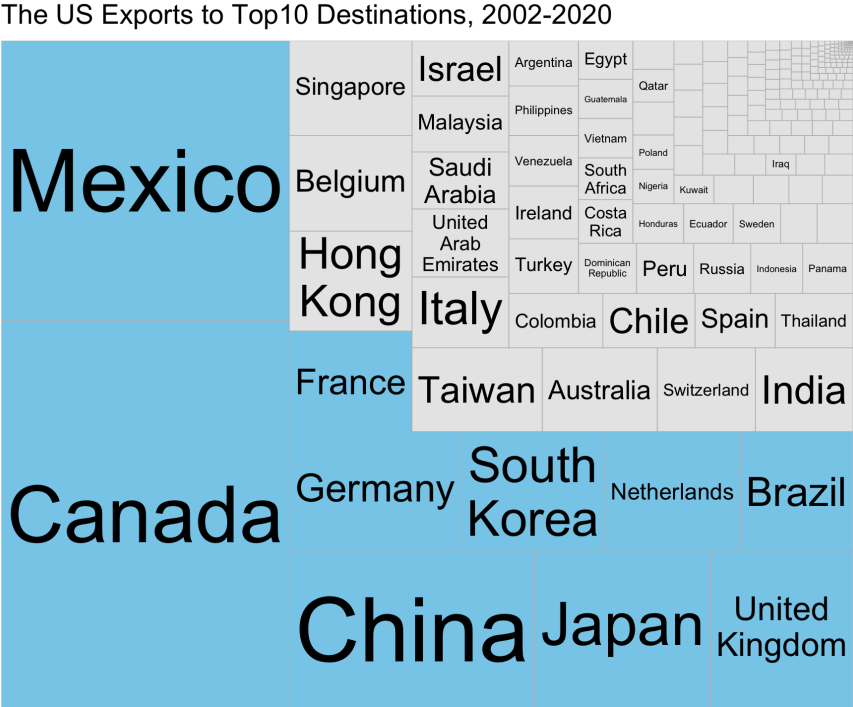 The US Exports to Top10 Destinations, 2002-2020
Mexico
Canada
Singapore
Belgium
Hong
Kong
France
Germany
South
Korea
Netherlands
Brazil
China
Japan
United
Kingdom
Israel
Malaysia
Saudi
Arabia
United
Arab
Emirates
Italy
Taiwan
Australia
Switzerland
India
Argentina
Philippines
Venezuela
Ireland
Turkey
Colombia
Chile
Spain
Thailand
Egypt
Guatemala
Vietnam
South
Africa
Costa
Rica
Dominican
Republic
Peru
Russia
Indonesia
Panama
Qatar
Poland
Nigeria
Honduras
Ecuador
Sweden
Kuwait
Iraq